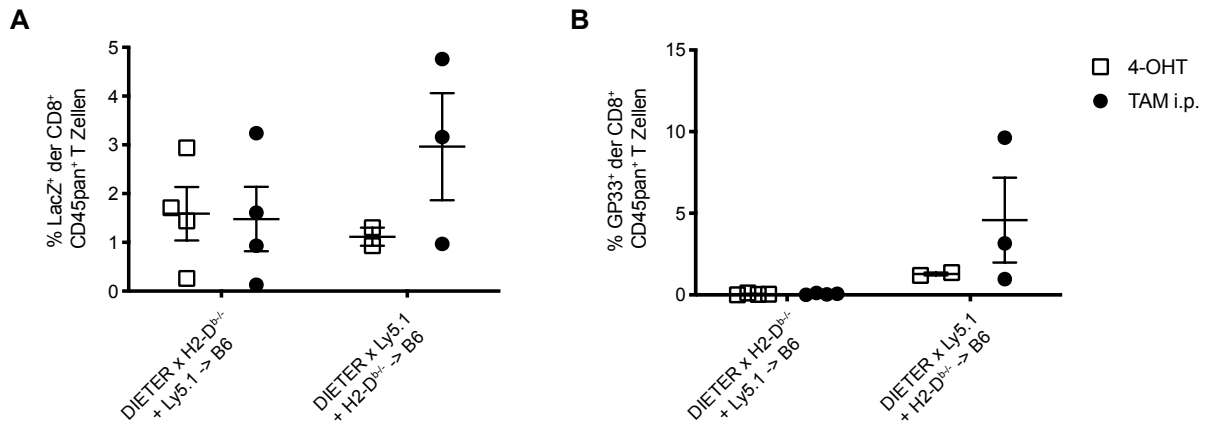 A
B
5
4
3
2
1
0
% LacZ⁺ der CD8⁺
CD45pan⁺ T Zellen
DIETER x H2-Dᵇ⁻/⁻
+ Ly5.1 -> B6
DIETER x Ly5.1
+ H2-Dᵇ⁻/⁻ -> B6
15
10
5
0
% GP33⁺ der CD8⁺
CD45pan⁺ T Zellen
DIETER x H2-Dᵇ⁻/⁻
+ Ly5.1 -> B6
DIETER x Ly5.1
+ H2-Dᵇ⁻/⁻ -> B6
4-OHT
TAM i.p.